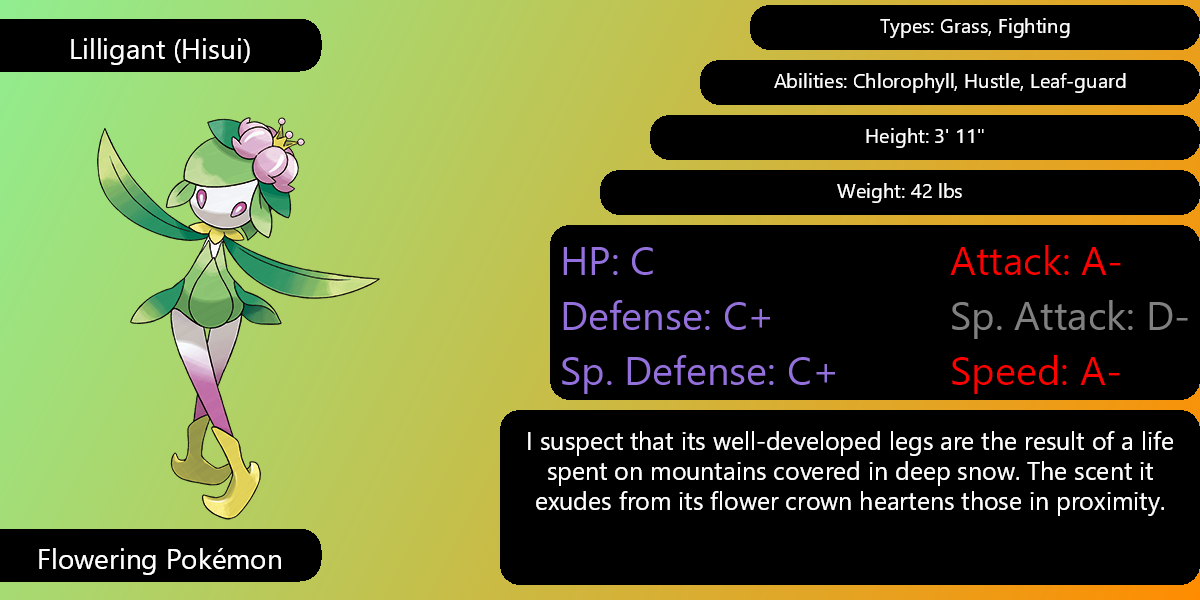 Lilligant (Hisui)
Types: Grass, Fighting
Abilities: Chlorophyll, Hustle, Leaf-guard
Height: 3' 11"
Weight: 42 lbs
HP: C
Attack: A-
Defense: C+
Sp. Attack: D-
Sp. Defense: C+
Speed: A-
I suspect that its well-developed legs are the result of a life
spent on mountains covered in deep snow. The scent it
exudes from its flower crown heartens those in proximity.
Flowering Pokémon